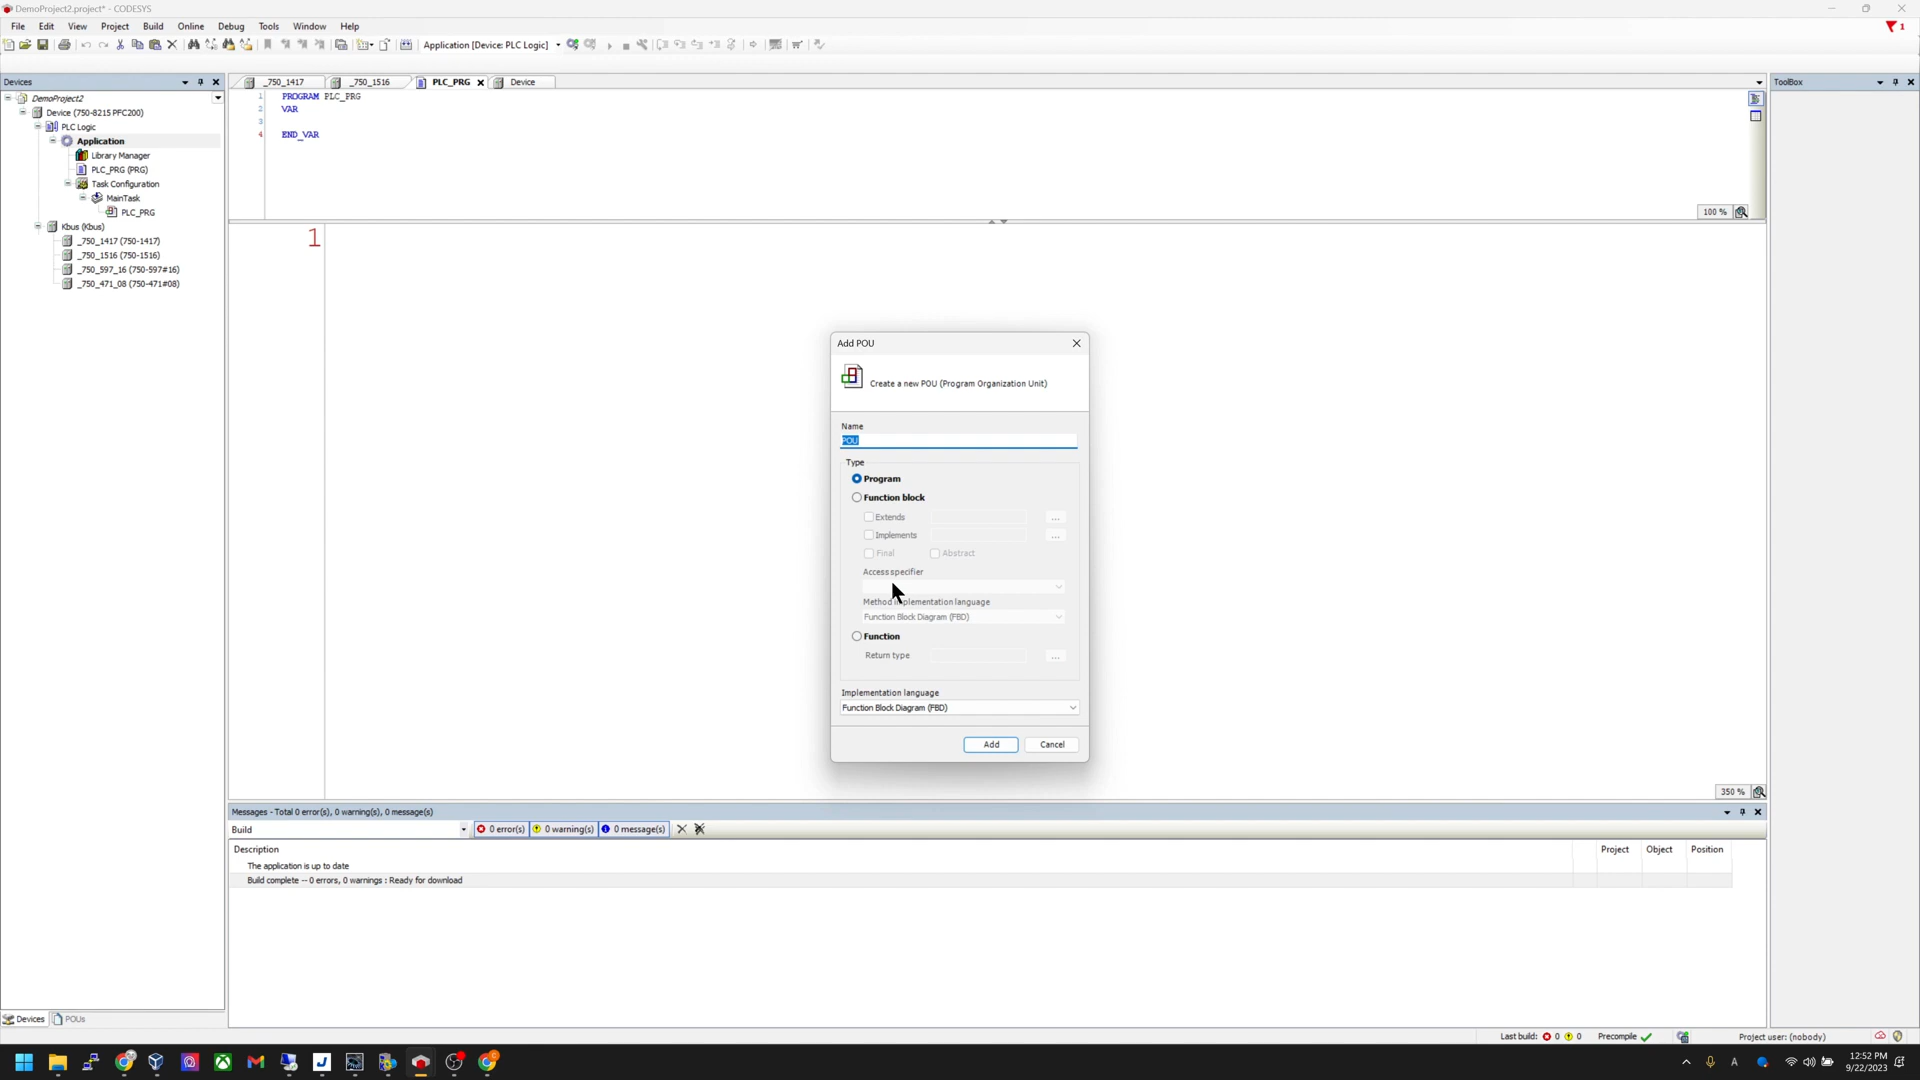 DemoProject2.project* - CODESYS
File Edit View Project Build Online Debug Tools Window Help
1
Application [Device: PLC Logic]
Devices
_750_1417
_750_1516
PLC_PRG
Device
ToolBox
DemoProject2
Device (750-8215 PFC200)
PLC Logic
Application
Library Manager
PLC_PRG (PRG)
Task Configuration
MainTask
PLC_PRG
Kbus (Kbus)
_750_1417 (750-1417)
_750_1516 (750-1516)
_750_597_16 (750-597#16)
_750_471_08 (750-471#08)
1 PROGRAM PLC_PRG
2 VAR
3
4 END_VAR
100 %
1
Add POU
Create a new POU (Program Organization Unit)
Name
POU
Type
Program
Function block
Extends ...
Implements ...
Final Abstract
Access specifier
Method implementation language
Function Block Diagram (FBD)
Function
Return type ...
Implementation language
Function Block Diagram (FBD)
Add Cancel
350 %
Messages - Total 0 error(s), 0 warning(s), 0 message(s)
Build 0 error(s) 0 warning(s) 0 message(s)
Description Project Object Position
The application is up to date
Build complete -- 0 errors, 0 warnings : Ready for download
Devices POUs
Last build: 0 0 Precompile Project user: (nobody)
12:52 PM
9/22/2023